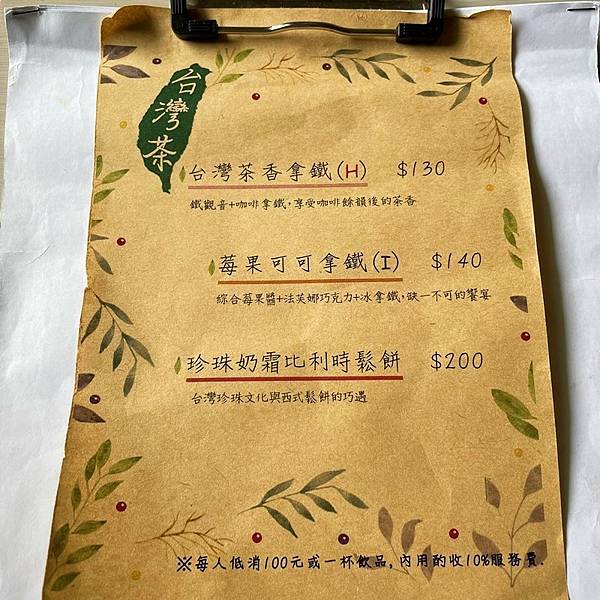 台灣茶
台灣茶香拿鐵(H) $130
鐵觀音+咖啡拿鐵,享受咖啡餘韻後的茶香
莓果可可拿鐵(I) $140
綜合莓果醬+法芙娜巧克力+冰拿鐵,缺一不可的饗宴
珍珠奶霜比利時鬆餅 $200
台灣珍珠文化與西式鬆餅的巧遇
※每人低消100元或一杯飲品,內用酌收10%服務費.